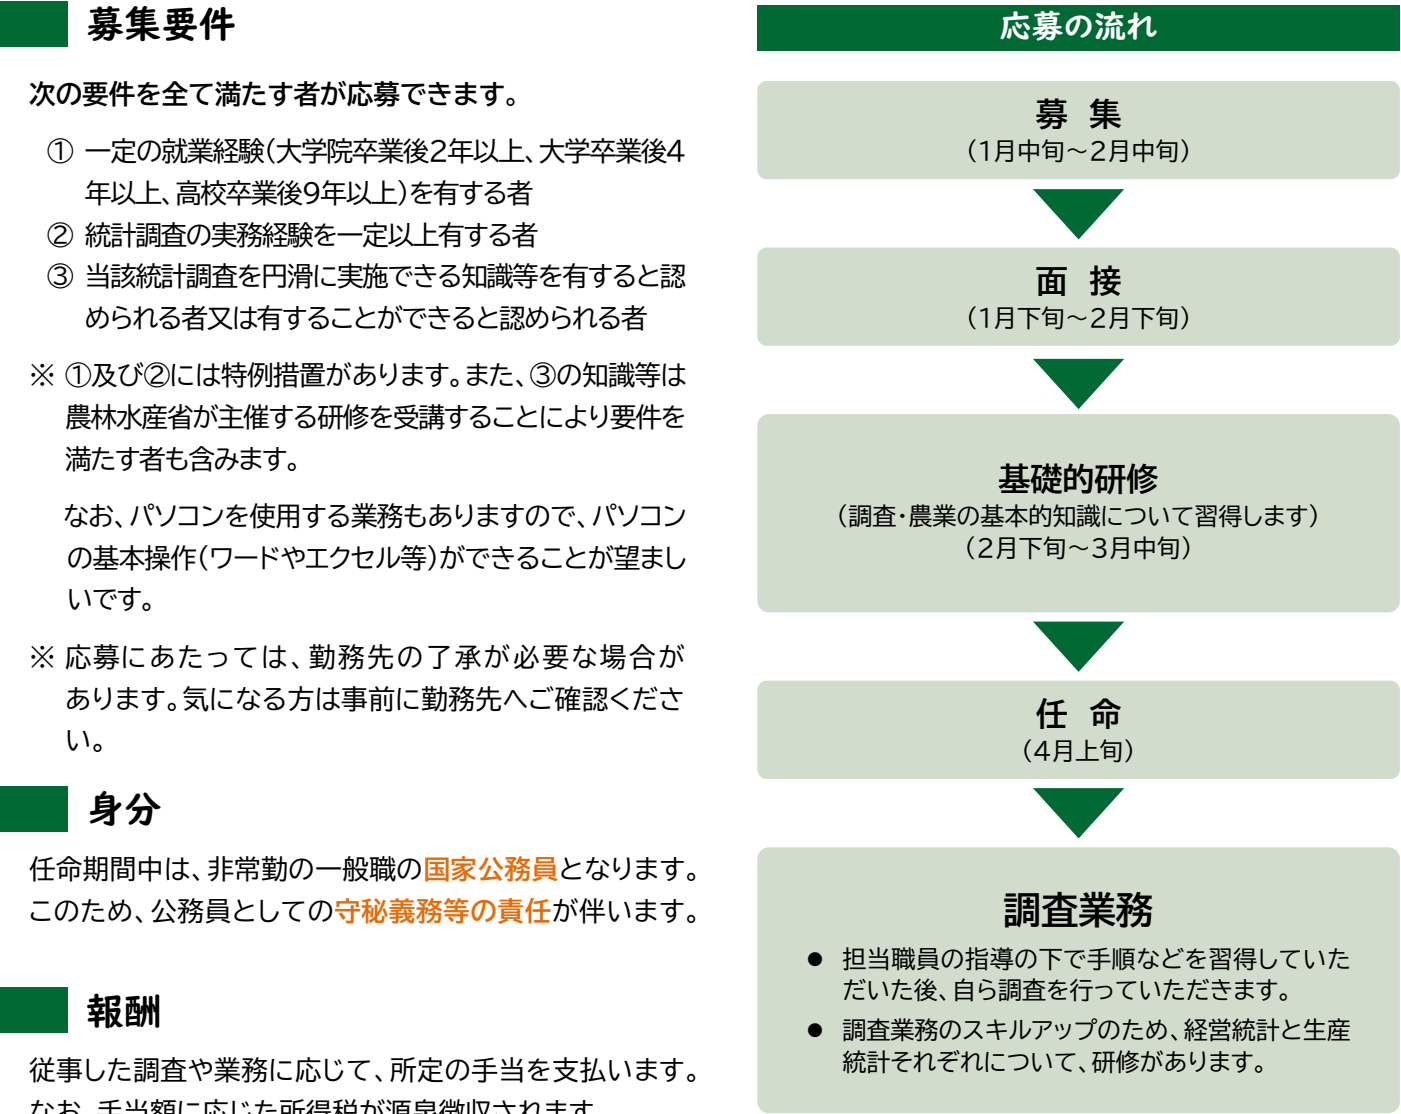 募集要件
次の要件を全て満たす者が応募できます。
① 一定の就業経験（大学院卒業後2年以上、大学卒業後4
年以上、高校卒業後9年以上）を有する者
② 統計調査の実務経験を一定以上有する者
③ 当該統計調査を円滑に実施できる知識等を有すると認
められる者又は有することができると認められる者
※ ①及び②には特例措置があります。また、③の知識等は
農林水産省が主催する研修を受講することにより要件を
満たす者も含みます。
なお、パソコンを使用する業務もありますので、パソコン
の基本操作（ワードやエクセル等）ができることが望まし
いです。
※ 応募にあたっては、勤務先の了承が必要な場合が
あります。気になる方は事前に勤務先へご確認くださ
い。
身分
任命期間中は、非常勤の一般職の国家公務員となります。
このため、公務員としての守秘義務等の責任が伴います。
報酬
従事した調査や業務に応じて、所定の手当を支払います。
なお、手当額に応じた所得税が源泉徴収されます
応募の流れ
募 集
（1月中旬～2月中旬）
面 接
（1月下旬～2月下旬）
基礎的研修
（調査・農業の基本的知識について習得します）
（2月下旬～3月中旬）
任 命
（4月上旬）
調査業務
● 担当職員の指導の下で手順などを習得していた
だいた後、自ら調査を行っていただきます。
● 調査業務のスキルアップのため、経営統計と生産
統計それぞれについて、研修があります。